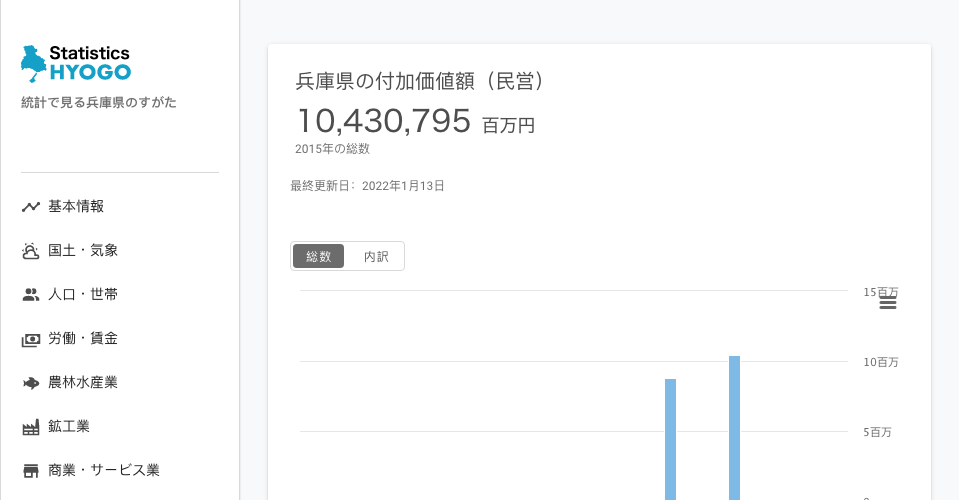 Statistics
HYOGO
統計で見る兵庫県のすがた
基本情報
国土・気象
人口・世帯
労働・賃金
農林水産業
鉱工業
商業・サービス業
兵庫県の付加価値額（民営）
10,430,795 百万円
2015年の総数
最終更新日：2022年1月13日
総数 内訳
15百万
10百万
5百万